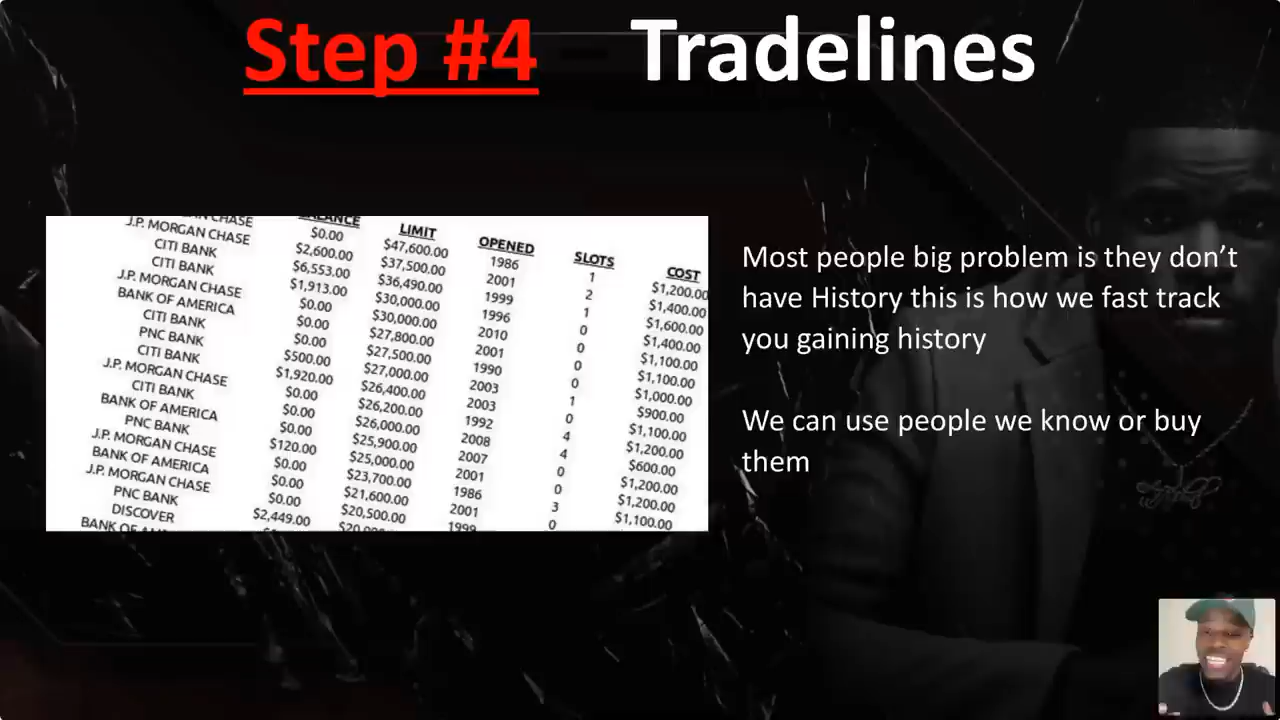 Step #4 Tradelines
BALANCE LIMIT OPENED SLOTS COST
J.P. MORGAN CHASE $0.00 $47,600.00 1986 1 $1,200.00
CITI BANK $2,600.00 $37,500.00 2001 2 $1,400.00
CITI BANK $6,553.00 $36,490.00 1999 1 $1,600.00
J.P. MORGAN CHASE $1,913.00 $30,000.00 1996 0 $1,400.00
BANK OF AMERICA $0.00 $30,000.00 2010 0 $1,100.00
CITI BANK $0.00 $27,800.00 2001 0 $1,100.00
PNC BANK $0.00 $27,500.00 1990 0 $1,000.00
CITI BANK $500.00 $27,000.00 2003 1 $900.00
J.P. MORGAN CHASE $1,920.00 $26,400.00 2003 0 $1,100.00
CITI BANK $0.00 $26,200.00 1992 4 $1,200.00
BANK OF AMERICA $0.00 $26,000.00 2008 4 $600.00
PNC BANK $0.00 $25,900.00 2007 0 $1,200.00
J.P. MORGAN CHASE $120.00 $25,000.00 2001 0 $1,200.00
BANK OF AMERICA $0.00 $23,700.00 1986 3 $1,100.00
J.P. MORGAN CHASE $0.00 $21,600.00 2001 0
PNC BANK $0.00 $20,500.00 1999
DISCOVER $2,449.00
Most people big problem is they don’t
have History this is how we fast track
you gaining history
We can use people we know or buy
them